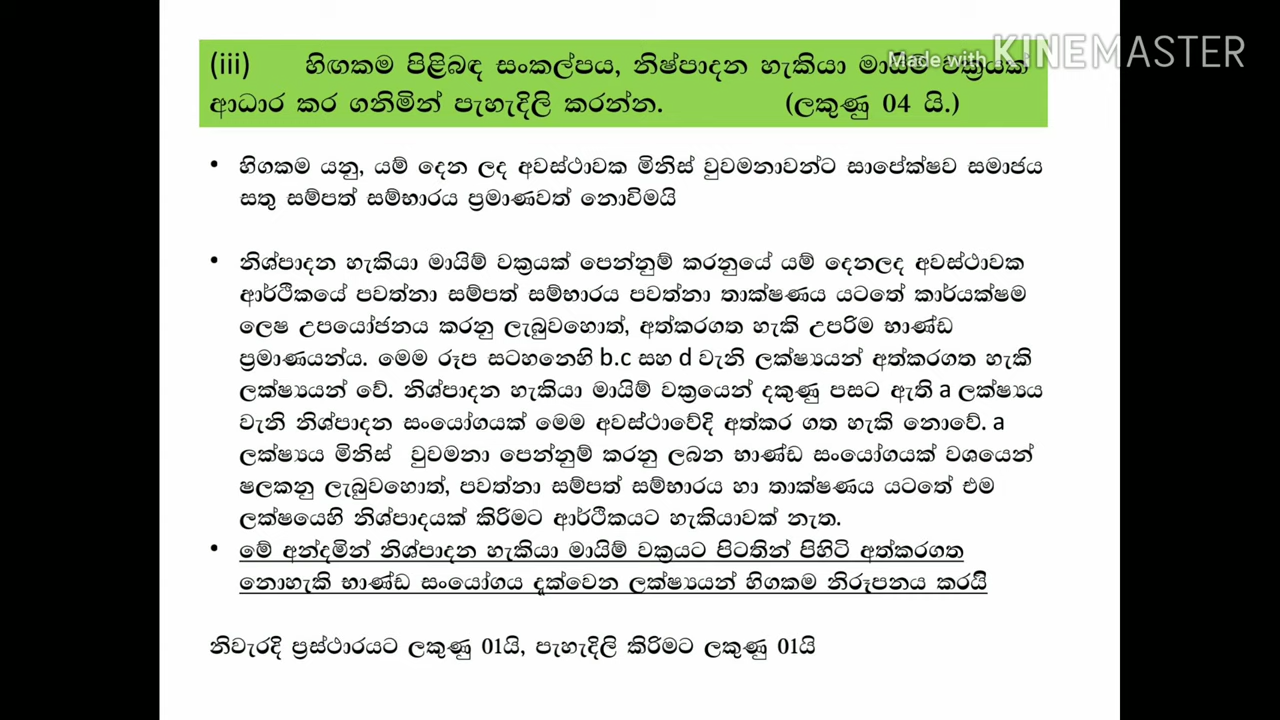 Made with KINEMASTER
(iii) හිඟකම පිළිබඳ සංකල්පය, නිෂ්පාදන හැකියා මායිම් වක්‍රයක්
ආධාර කර ගනිමින් පැහැදිලි කරන්න. (ලකුණු 04 යි.)
• හිගකම යනු, යම් දෙන ලද අවස්ථාවක මිනිස් වුවමනාවන්ට සාපේක්ෂව සමාජය
සතු සම්පත් සම්භාරය ප්‍රමාණවත් නොවීමයි
• නිශ්පාදන හැකියා මායිම් වක්‍රයක් පෙන්නුම් කරනුයේ යම් දෙනලද අවස්ථාවක
ආර්ථිකයේ පවත්නා සම්පත් සම්භාරය පවත්නා තාක්ෂණය යටතේ කාර්යක්ෂම
ලෙෂ උපයෝජනය කරනු ලැබුවහොත්, අත්කරගත හැකි උපරිම භාණ්ඩ
ප්‍රමාණයන්ය. මෙම රූප සටහනෙහි b.c සහ d වැනි ලක්ෂ්‍යයන් අත්කරගත හැකි
ලක්ෂ්‍යයන් වේ. නිශ්පාදන හැකියා මායිම් වක්‍රයෙන් දකුණු පසට ඇති a ලක්ෂ්‍යය
වැනි නිශ්පාදන සංයෝගයක් මෙම අවස්ථාවේදි අත්කර ගත හැකි නොවේ. a
ලක්ෂ්‍යය මිනිස් වුවමනා පෙන්නුම් කරනු ලබන භාණ්ඩ සංයෝගයක් වශයෙන්
ෂලකනු ලැබුවහොත්, පවත්නා සම්පත් සම්භාරය හා තාක්ෂණය යටතේ එම
ලක්ෂයෙහි නිශ්පාදයක් කිරිමට ආර්ථිකයට හැකියාවක් නැත.
• මේ අන්දමින් නිශ්පාදන හැකියා මායිම් වක්‍රයට පිටතින් පිහිටි අත්කරගත
නොහැකි භාණ්ඩ සංයෝගය දැක්වෙන ලක්ෂ්‍යයන් හිගකම නිරූපනය කරයි
නිවැරදි ප්‍රස්ථාරයට ලකුණු 01යි, පැහැදිලි කිරිමට ලකුණු 01යි